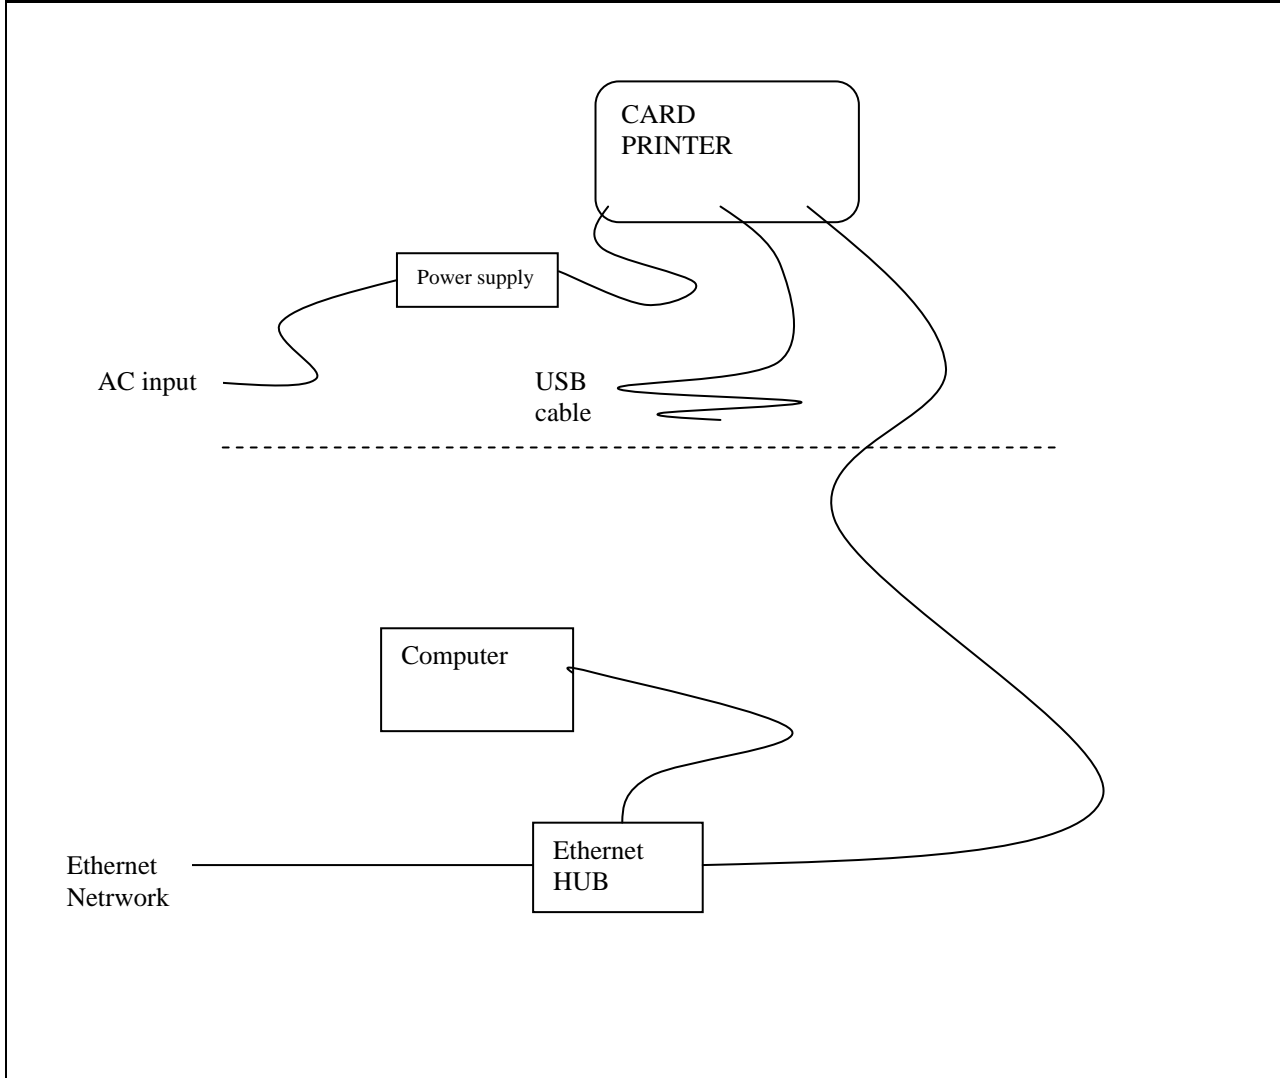 CARD
PRINTER
Power supply
AC input
USB
cable
Computer
Ethernet
HUB
Ethernet
Netrwork